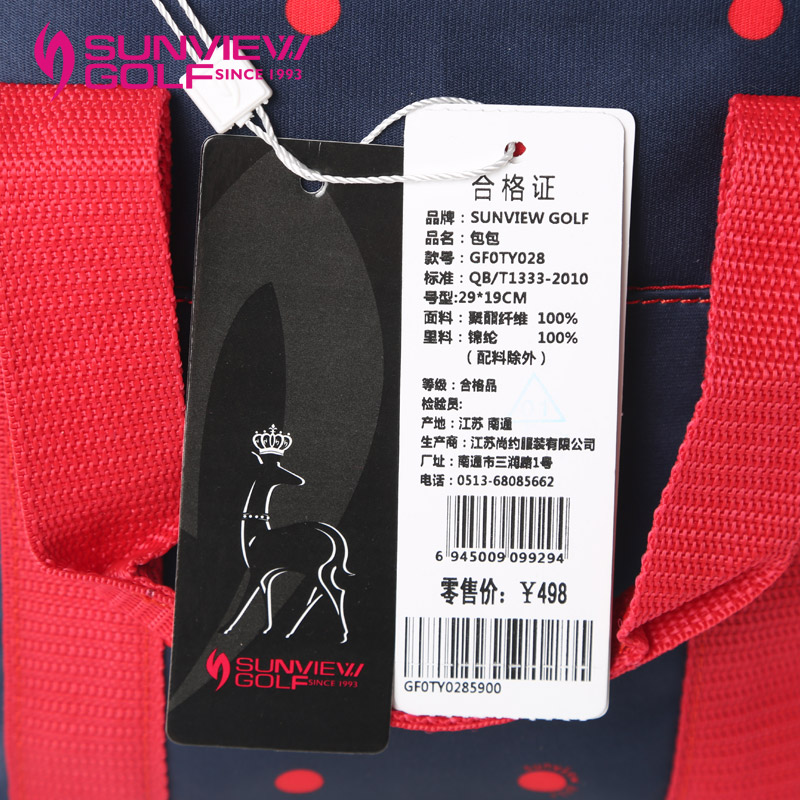 SUNVIEW
GOLF SINCE 1993
合格证
品牌：SUNVIEW GOLF
品名：包包
款号：GF0TY028
标准：QB/T1333-2010
号型:29*19CM
面料：聚酯纤维 100%
里料：锦纶 100%
（配料除外）
等级：合格品
检验员:
产地：江苏 南通
生产商：江苏尚约服装有限公司
厂址：南通市三润路1号
电话：0513-68085662
6 945009 099294
零售价：￥498
GF0TY0285900
SUNVIEW
GOLF SINCE 1993